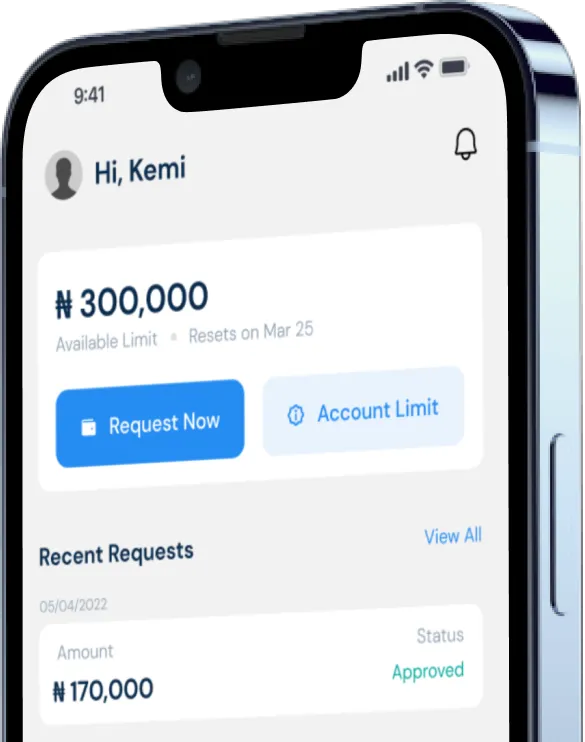 9:41
Hi, Kemi
₦ 300,000
Available Limit • Resets on Mar 25
Request Now
Account Limit
Recent Requests
View All
05/04/2022
Amount
Status
₦ 170,000
Approved